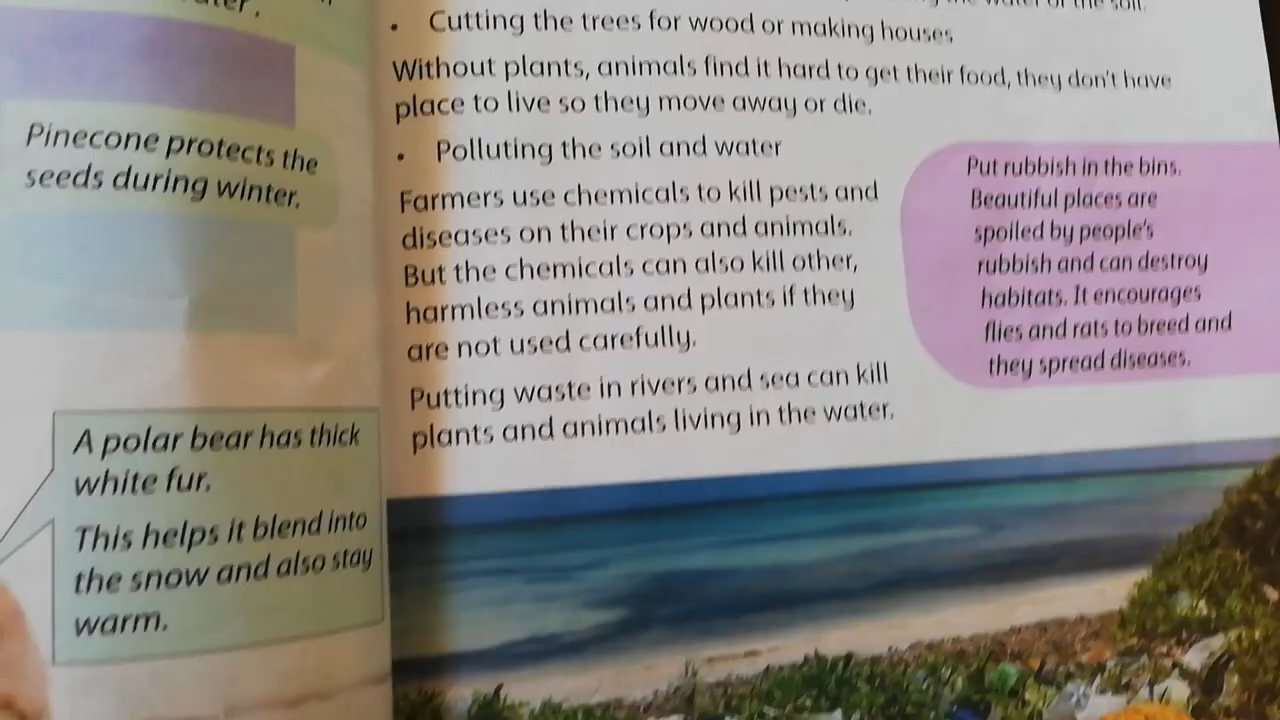 Pinecone protects the
seeds during winter.
A polar bear has thick
white fur.
This helps it blend into
the snow and also stay
warm.
• Cutting the trees for wood or making houses
Without plants, animals find it hard to get their food, they don't have
place to live so they move away or die.
• Polluting the soil and water
Farmers use chemicals to kill pests and
diseases on their crops and animals.
But the chemicals can also kill other,
harmless animals and plants if they
are not used carefully.
Putting waste in rivers and sea can kill
plants and animals living in the water.
Put rubbish in the bins.
Beautiful places are
spoiled by people's
rubbish and can destroy
habitats. It encourages
flies and rats to breed and
they spread diseases.